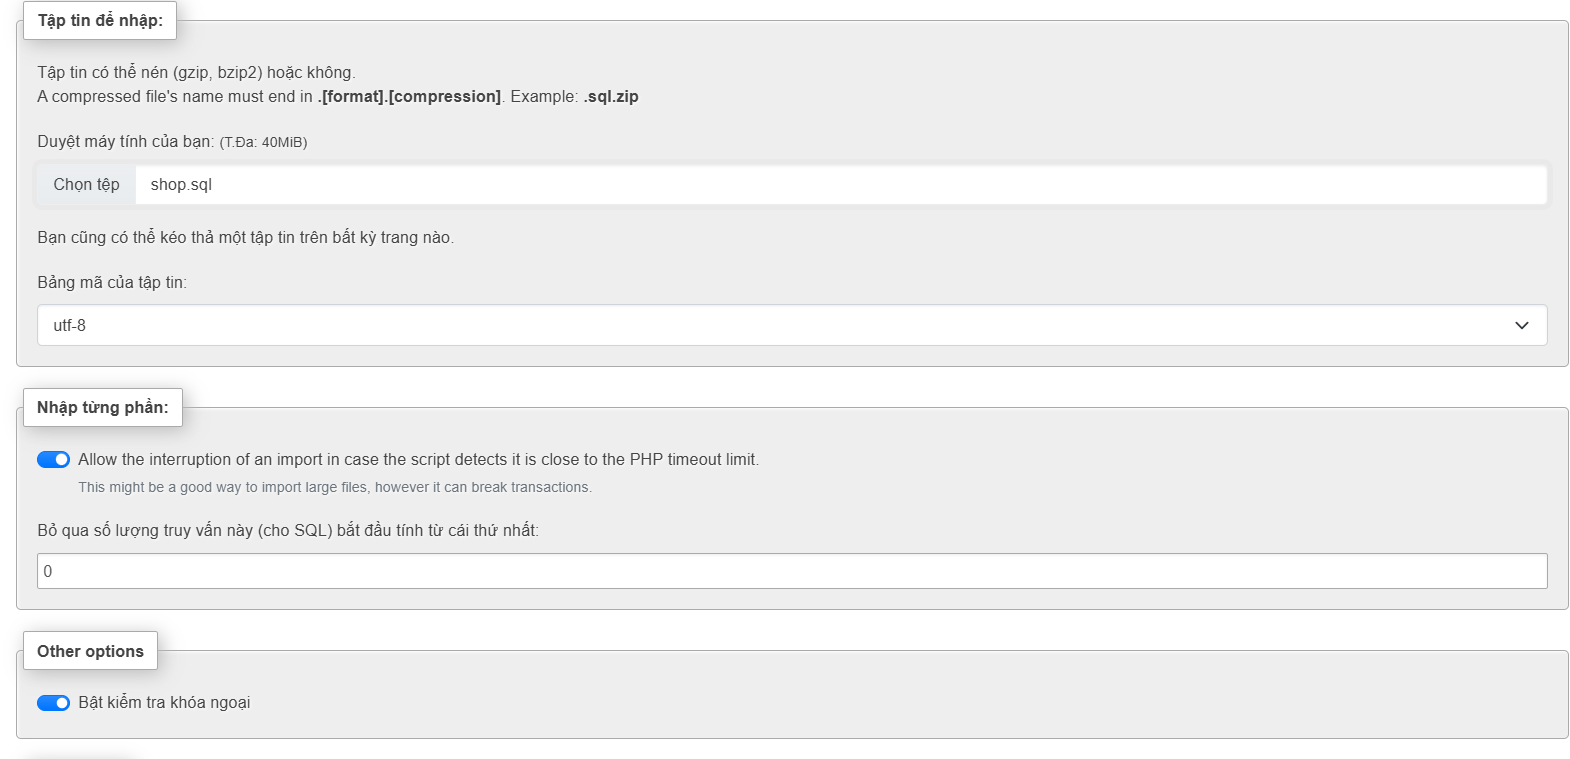 Tập tin để nhập:
Tập tin có thể nén (gzip, bzip2) hoặc không.
A compressed file's name must end in .[format].[compression]. Example: .sql.zip
Duyệt máy tính của bạn: (T.Đa: 40MiB)
Chọn tệp shop.sql
Bạn cũng có thể kéo thả một tập tin trên bất kỳ trang nào.
Bảng mã của tập tin:
utf-8
Nhập từng phần:
Allow the interruption of an import in case the script detects it is close to the PHP timeout limit.
This might be a good way to import large files, however it can break transactions.
Bỏ qua số lượng truy vấn này (cho SQL) bắt đầu tính từ cái thứ nhất:
0
Other options
Bật kiểm tra khóa ngoại